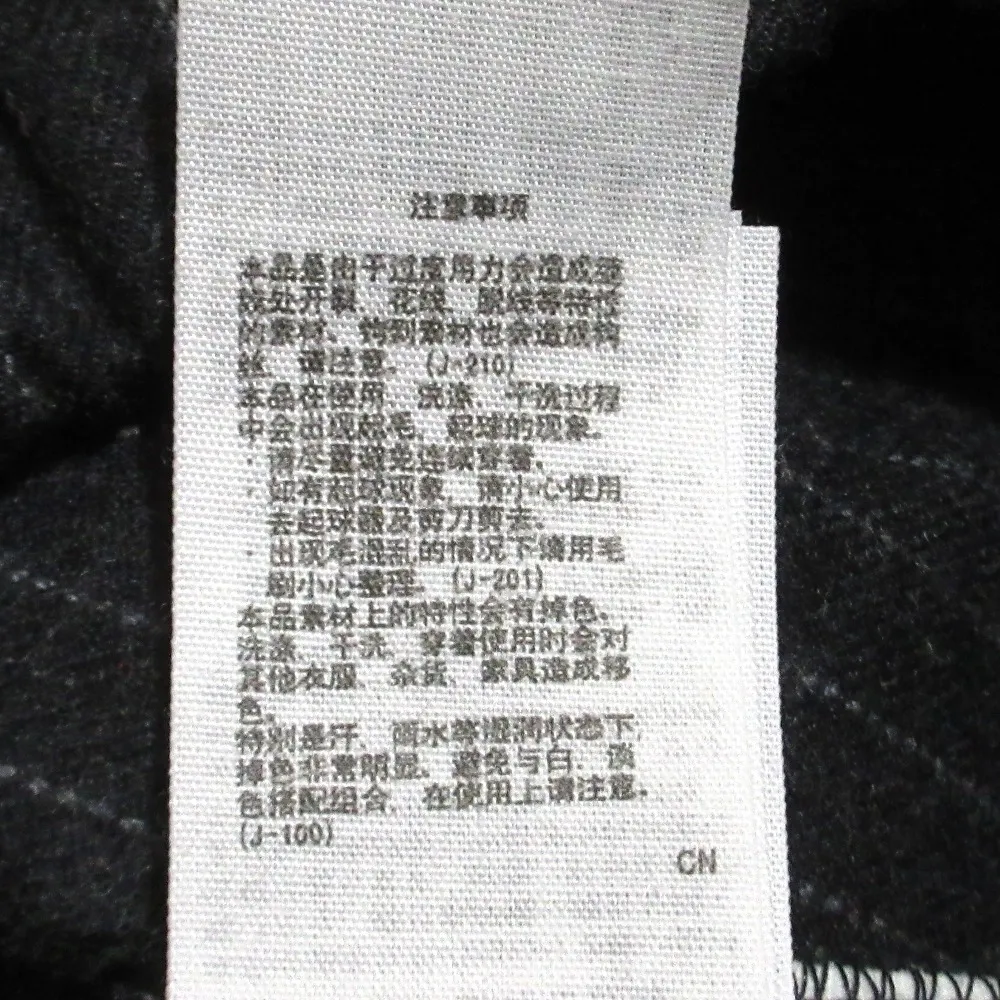 注意事项
本品是由于过度用力会造成接
缝处开裂、花线、脱线等特性
的素材。钩到素材也会造成钩
长，请注意。(J-210)
本品在使用、洗涤、干洗过程
中会出现起毛、起球的现象。
・请尽量避免连续穿着。
・如有起球现象，请小心使用
去起球器及剪刀剪去。
・出现毛混乱的情况下请用毛
刷小心整理。(J-201)
本品素材上的特性会有掉色。
洗涤、干洗、穿着使用时会对
其他衣服、杂货、家具造成移
色。
特别是汗、雨水等湿润状态下，
掉色非常明显、避免与白、淡
色搭配组合，在使用上请注意。
(J-100)
CN